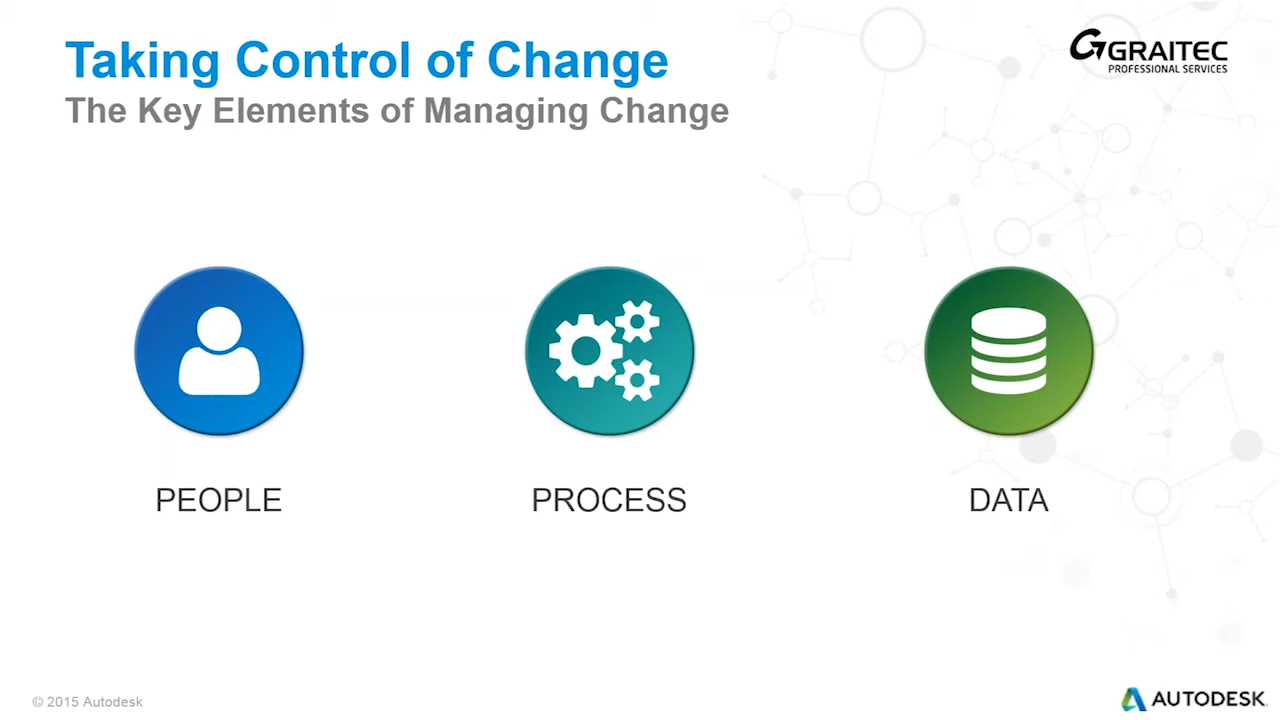 Taking Control of Change
The Key Elements of Managing Change
GRAITEC
PROFESSIONAL SERVICES
PEOPLE
PROCESS
DATA
© 2015 Autodesk
AUTODESK.